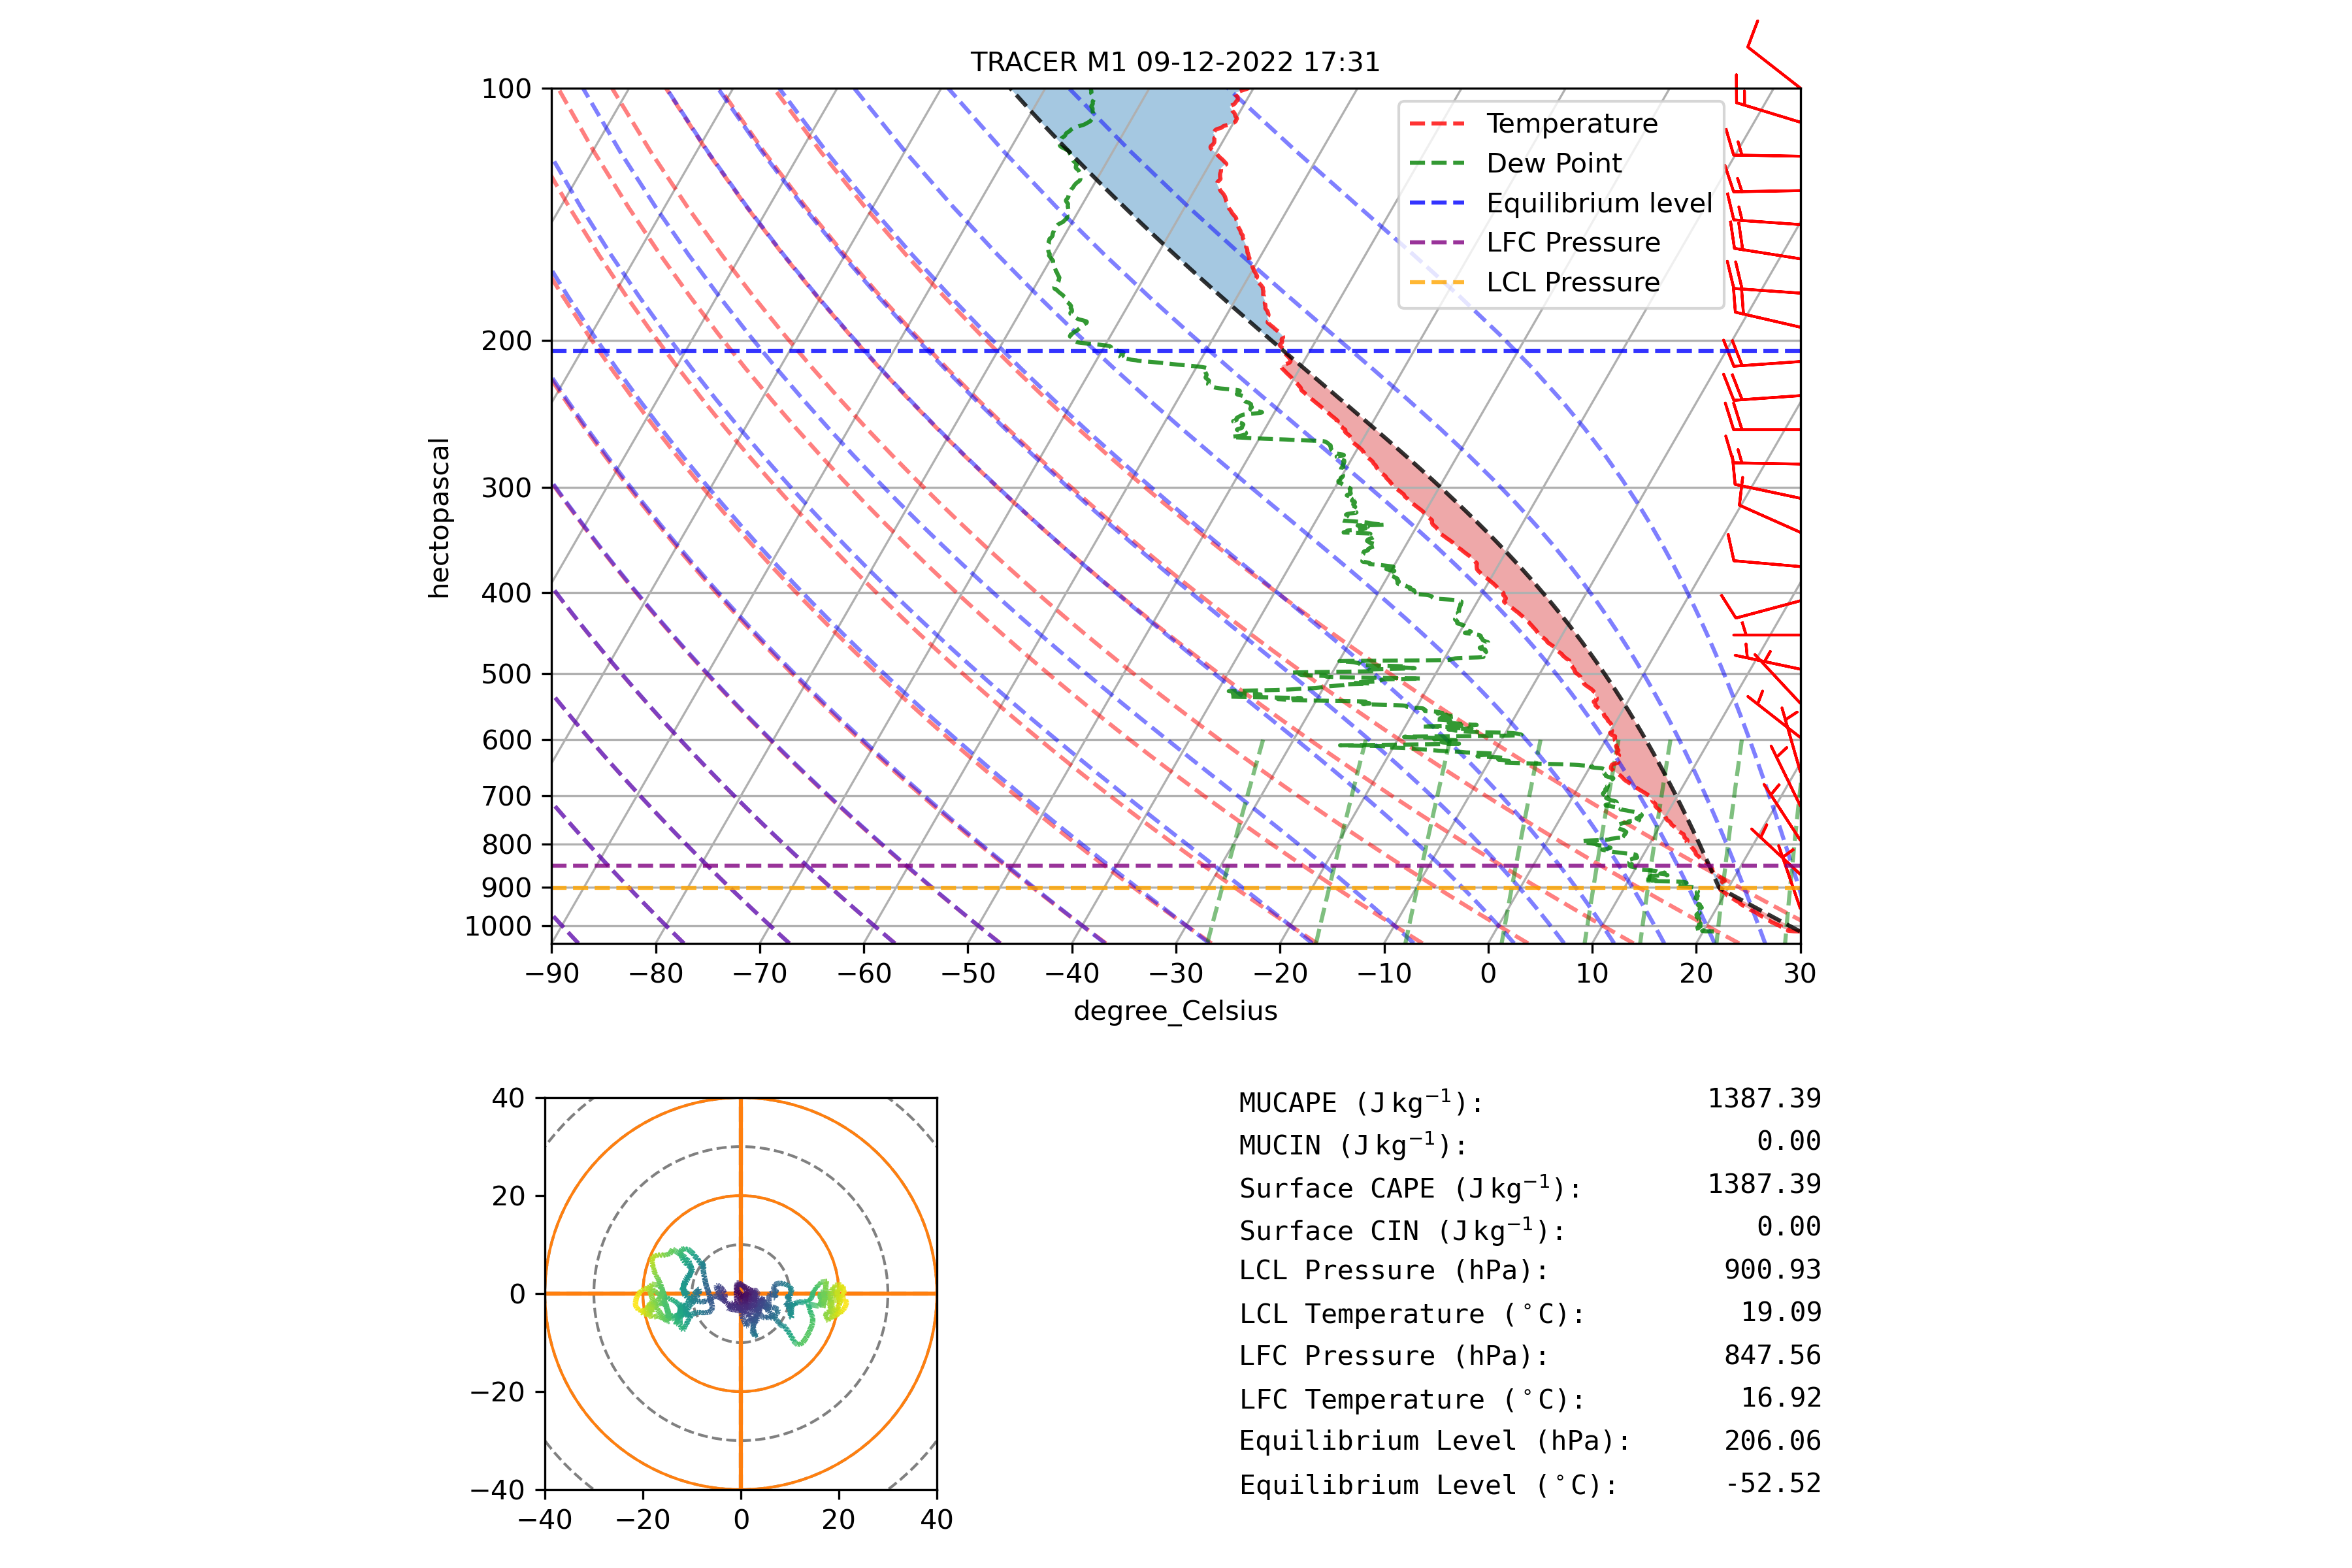 TRACER M1 09-12-2022 17:31
100
200
300
400
500
600
700
800
900
1000
hectopascal
Temperature
Dew Point
Equilibrium level
LFC Pressure
LCL Pressure
−90 −80 −70 −60 −50 −40 −30 −20 −10 0 10 20 30
degree_Celsius
40
20
0
−20
−40
−40 −20 0 20 40
MUCAPE (J kg⁻¹): 1387.39
MUCIN (J kg⁻¹): 0.00
Surface CAPE (J kg⁻¹): 1387.39
Surface CIN (J kg⁻¹): 0.00
LCL Pressure (hPa): 900.93
LCL Temperature (°C): 19.09
LFC Pressure (hPa): 847.56
LFC Temperature (°C): 16.92
Equilibrium Level (hPa): 206.06
Equilibrium Level (°C): -52.52